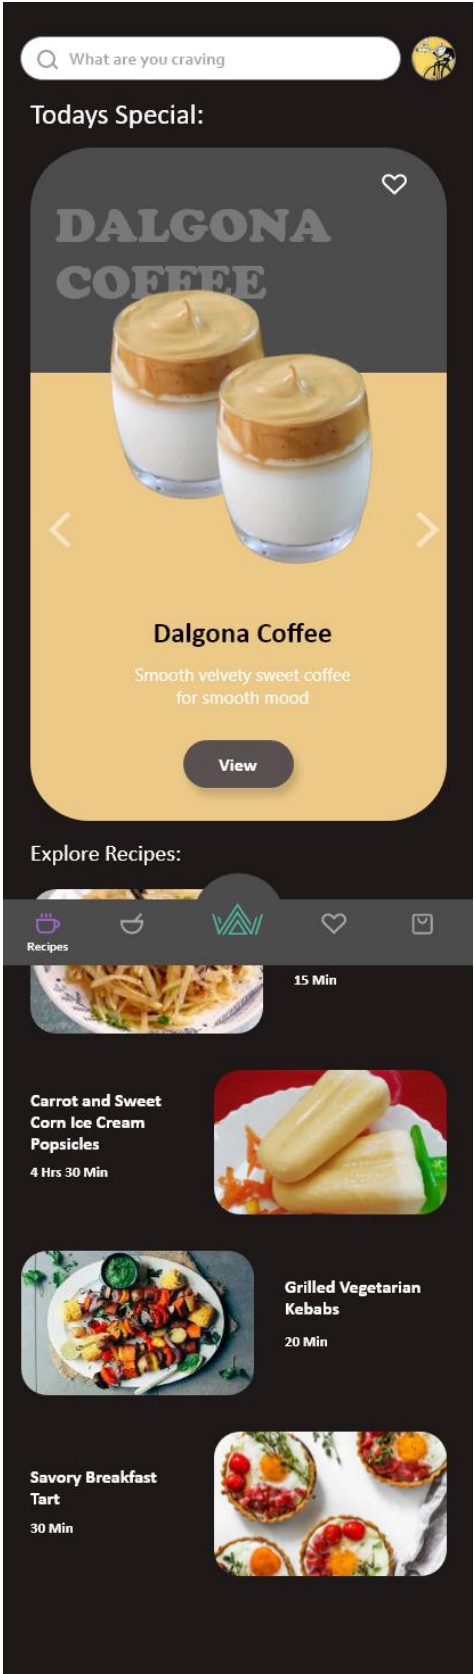 What are you craving
Todays Special:
DALGONA
COFFEE
Dalgona Coffee
Smooth velvety sweet coffee
for smooth mood
View
Explore Recipes:
Recipes
15 Min
Carrot and Sweet
Corn Ice Cream
Popsicles
4 Hrs 30 Min
Grilled Vegetarian
Kebabs
20 Min
Savory Breakfast
Tart
30 Min